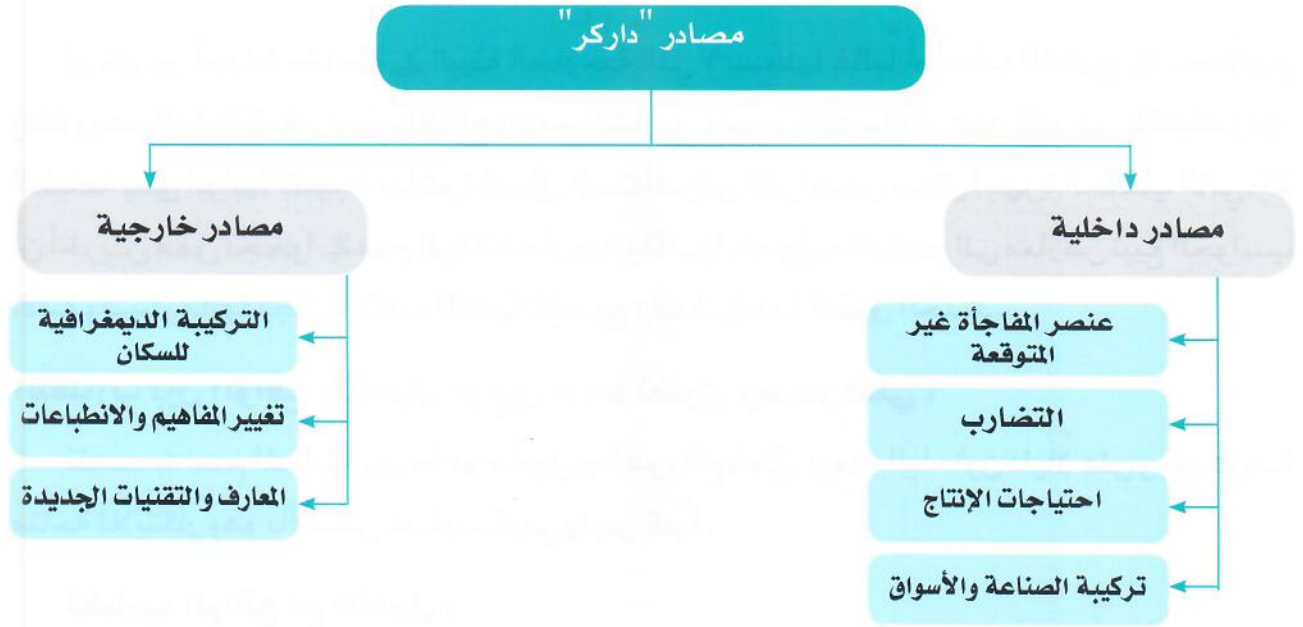 مصادر "داركر"
مصادر داخلية
عنصر المفاجأة غير
المتوقعة
التضارب
احتياجات الإنتاج
تركيبة الصناعة والأسواق
مصادر خارجية
التركيبة الديمغرافية
للسكان
تغيير المفاهيم والانطباعات
المعارف والتقنيات الجديدة